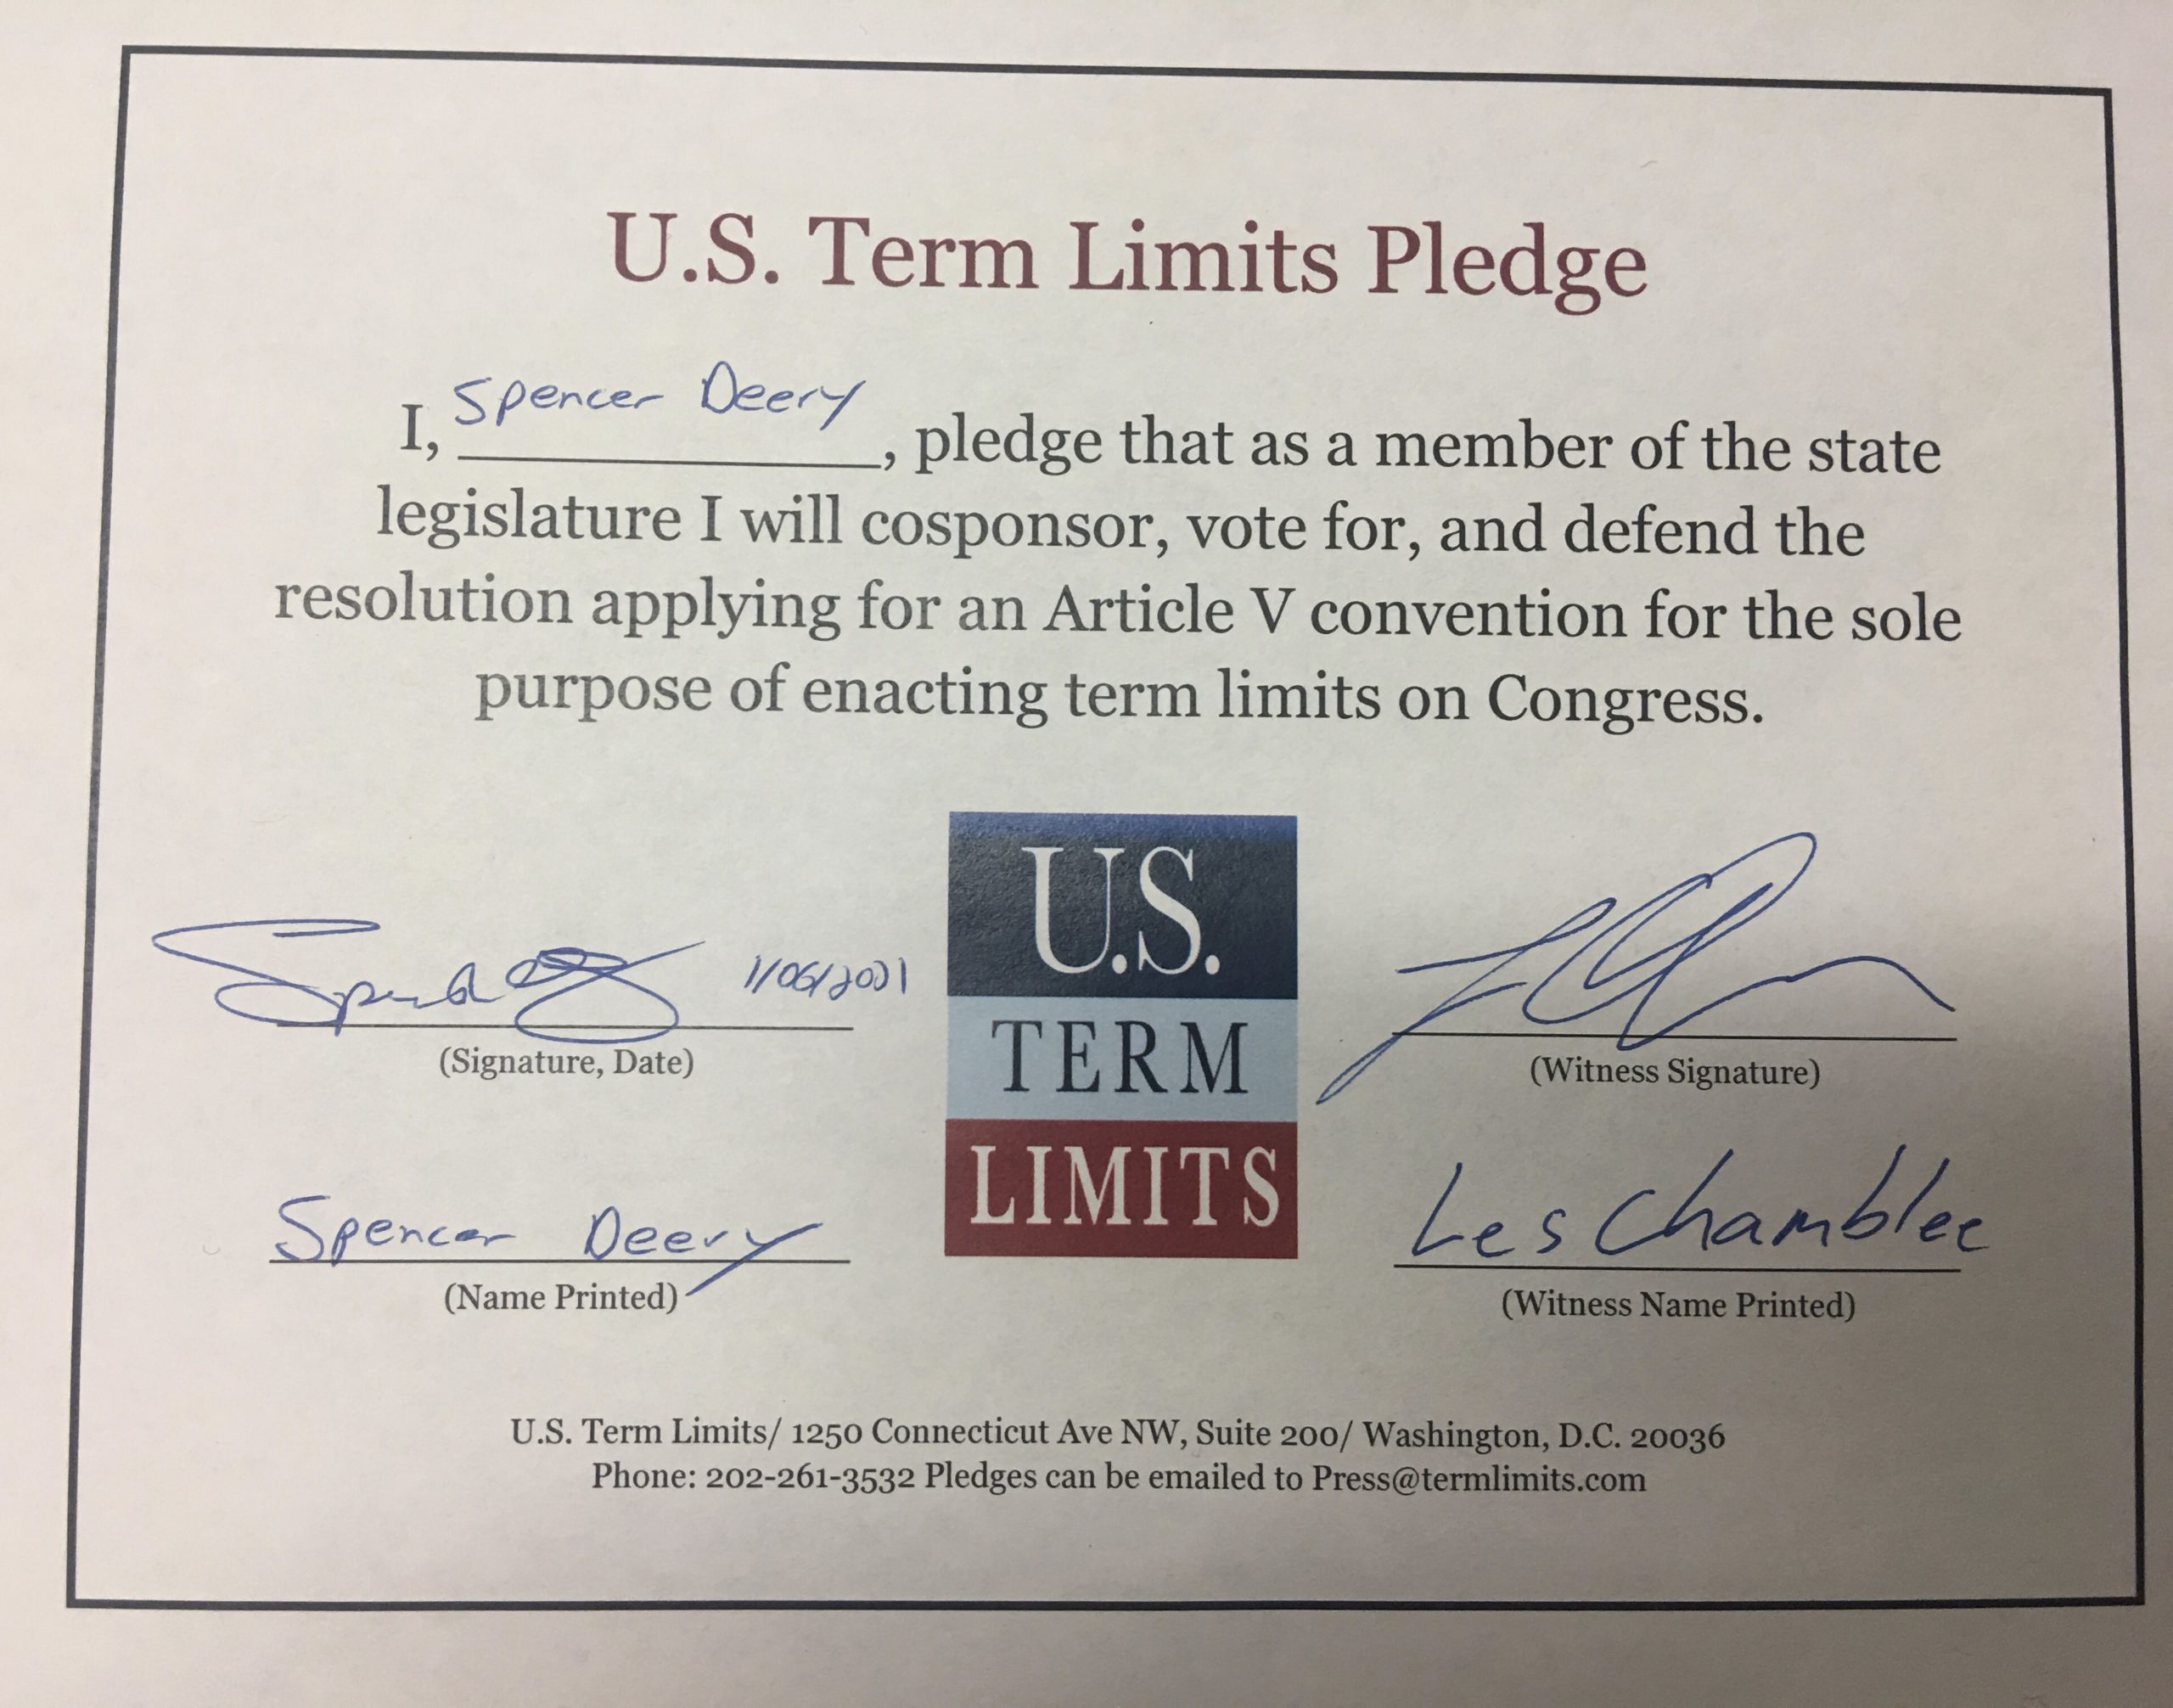 U.S. Term Limits Pledge
I, Spencer Deery, pledge that as a member of the state
legislature I will cosponsor, vote for, and defend the
resolution applying for an Article V convention for the sole
purpose of enacting term limits on Congress.
1/06/2021
(Signature, Date)
Spencer Deery
(Name Printed)
U.S.
TERM
LIMITS
(Witness Signature)
Les Chamblee
(Witness Name Printed)
U.S. Term Limits/ 1250 Connecticut Ave NW, Suite 200/ Washington, D.C. 20036
Phone: 202-261-3532 Pledges can be emailed to Press@termlimits.com